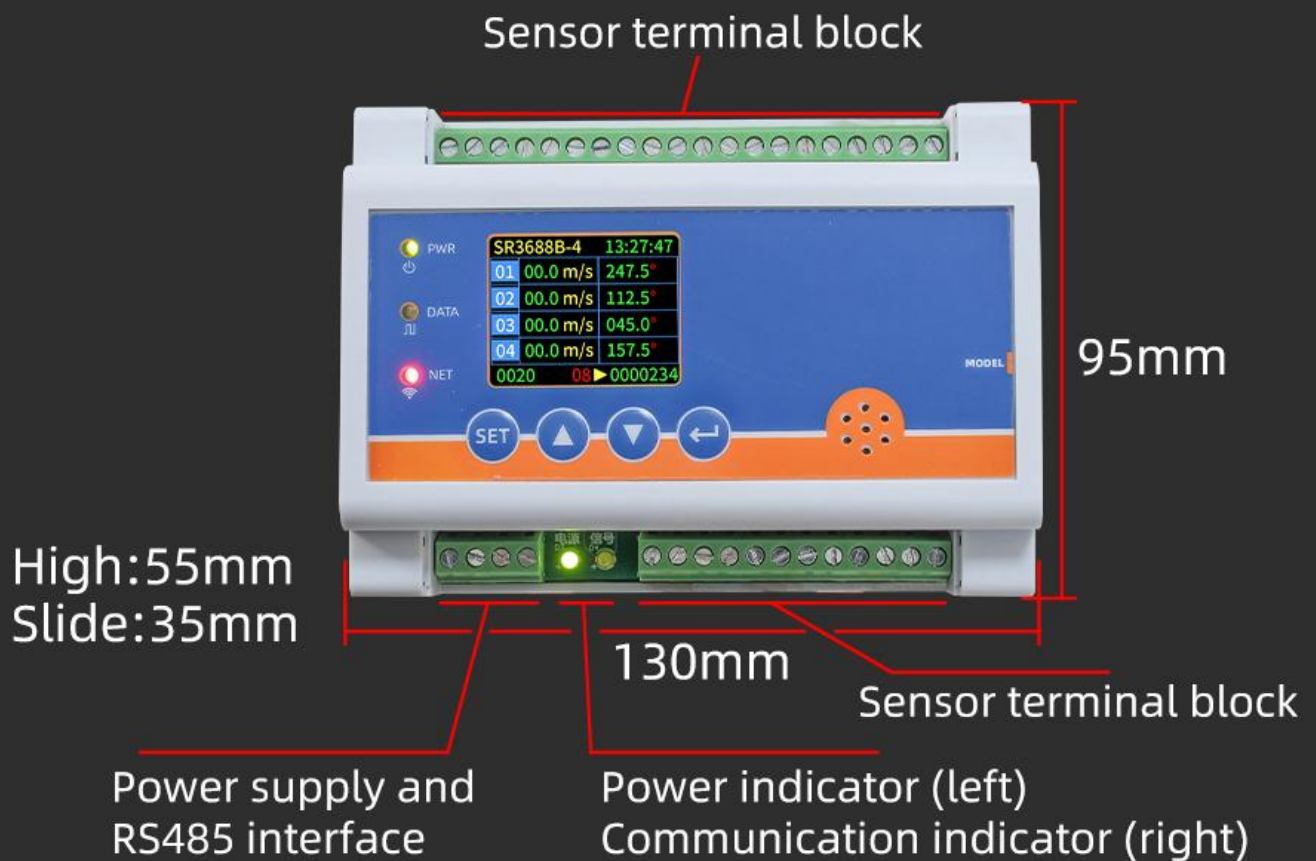 Sensor terminal block
PWR
DATA
NET
SR3688B-4 13:27:47
01 00.0 m/s 247.5°
02 00.0 m/s 112.5°
03 00.0 m/s 045.0°
04 00.0 m/s 157.5°
0020 08 ▶ 0000234
MODEL
SET
95mm
电源
High:55mm
Slide:35mm
130mm
Sensor terminal block
Power supply and
RS485 interface
Power indicator (left)
Communication indicator (right)